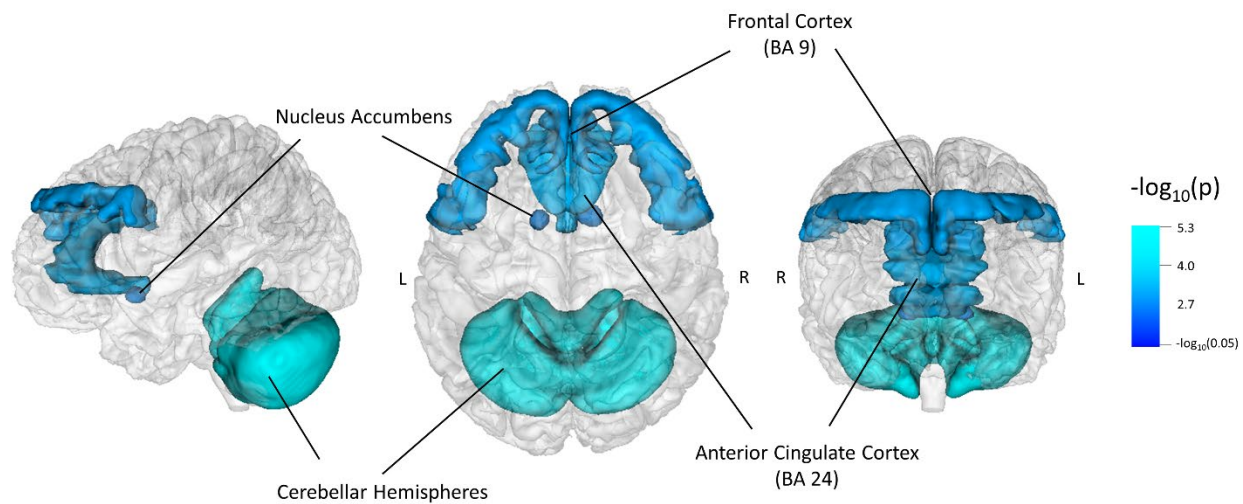 Frontal Cortex
(BA 9)
Nucleus Accumbens
-log₁₀(p)
5.3
4.0
2.7
-log₁₀(0.05)
L
R
R
L
Anterior Cingulate Cortex
(BA 24)
Cerebellar Hemispheres